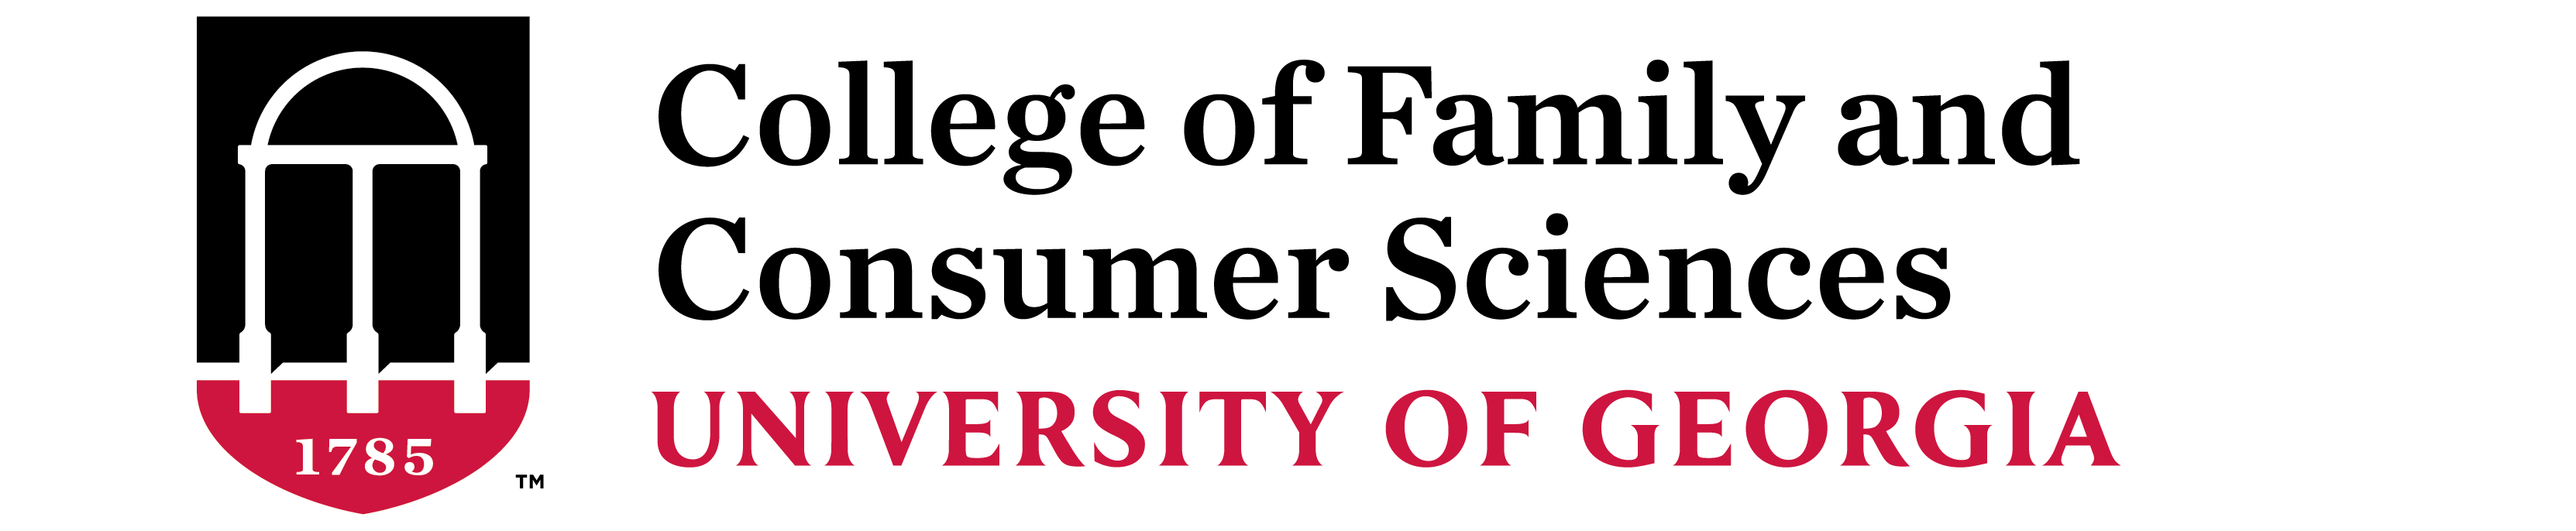 College of Family and
Consumer Sciences
UNIVERSITY OF GEORGIA
1785
TM